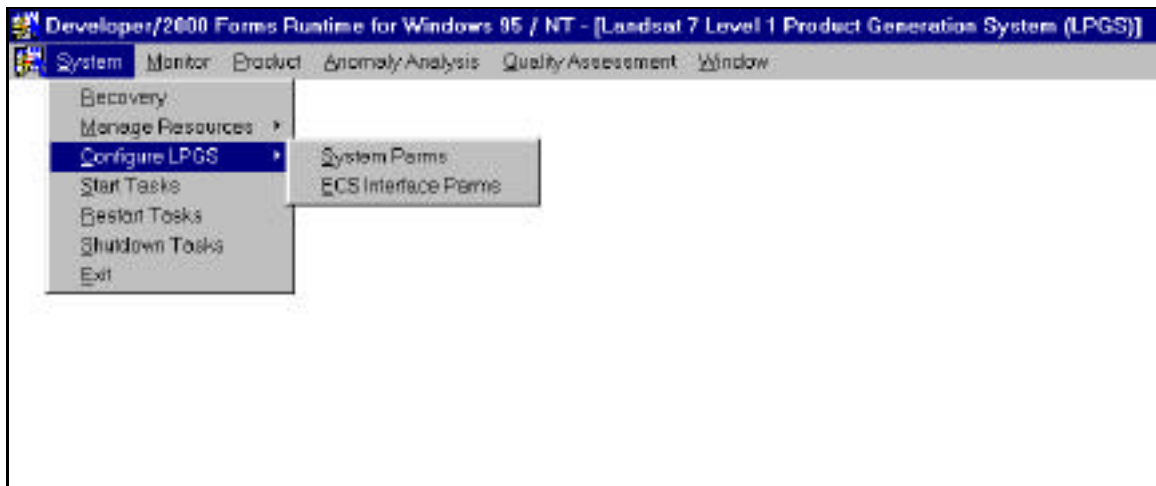 Developer/2000 Forms Runtime for Windows 95 / NT - [Landsat 7 Level 1 Product Generation System (LPGS)]
System Monitor Product Anomaly Analysis Quality Assessment Window
Recovery
Manage Resources
Configure LPGS
Start Tasks
Restart Tasks
Shutdown Tasks
Exit
System Parms
ECS Interface Parms